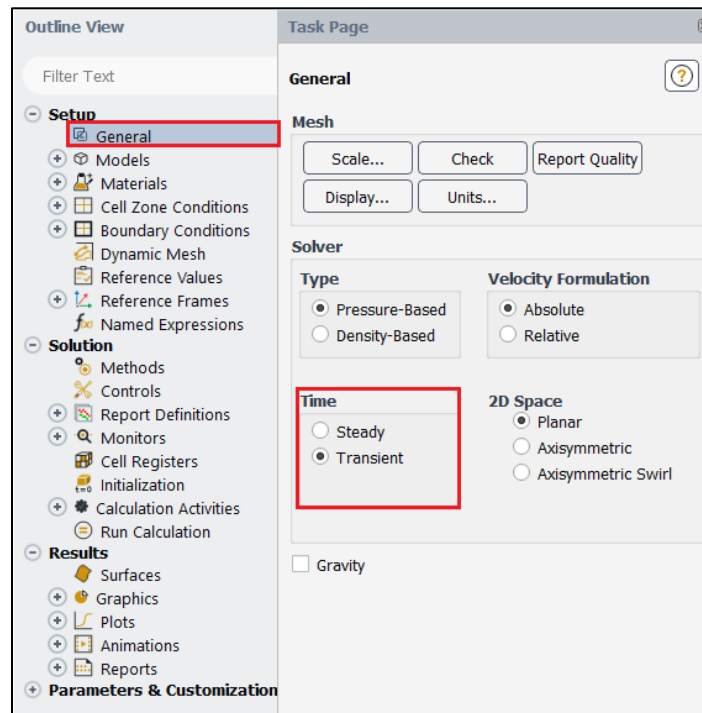 Outline View
Filter Text
Setup
General
Models
Materials
Cell Zone Conditions
Boundary Conditions
Dynamic Mesh
Reference Values
Reference Frames
Named Expressions
Solution
Methods
Controls
Report Definitions
Monitors
Cell Registers
Initialization
Calculation Activities
Run Calculation
Results
Surfaces
Graphics
Plots
Animations
Reports
Parameters & Customization
Task Page
General
Mesh
Scale... Check Report Quality
Display... Units...
Solver
Type
Pressure-Based
Density-Based
Velocity Formulation
Absolute
Relative
Time
Steady
Transient
2D Space
Planar
Axisymmetric
Axisymmetric Swirl
Gravity